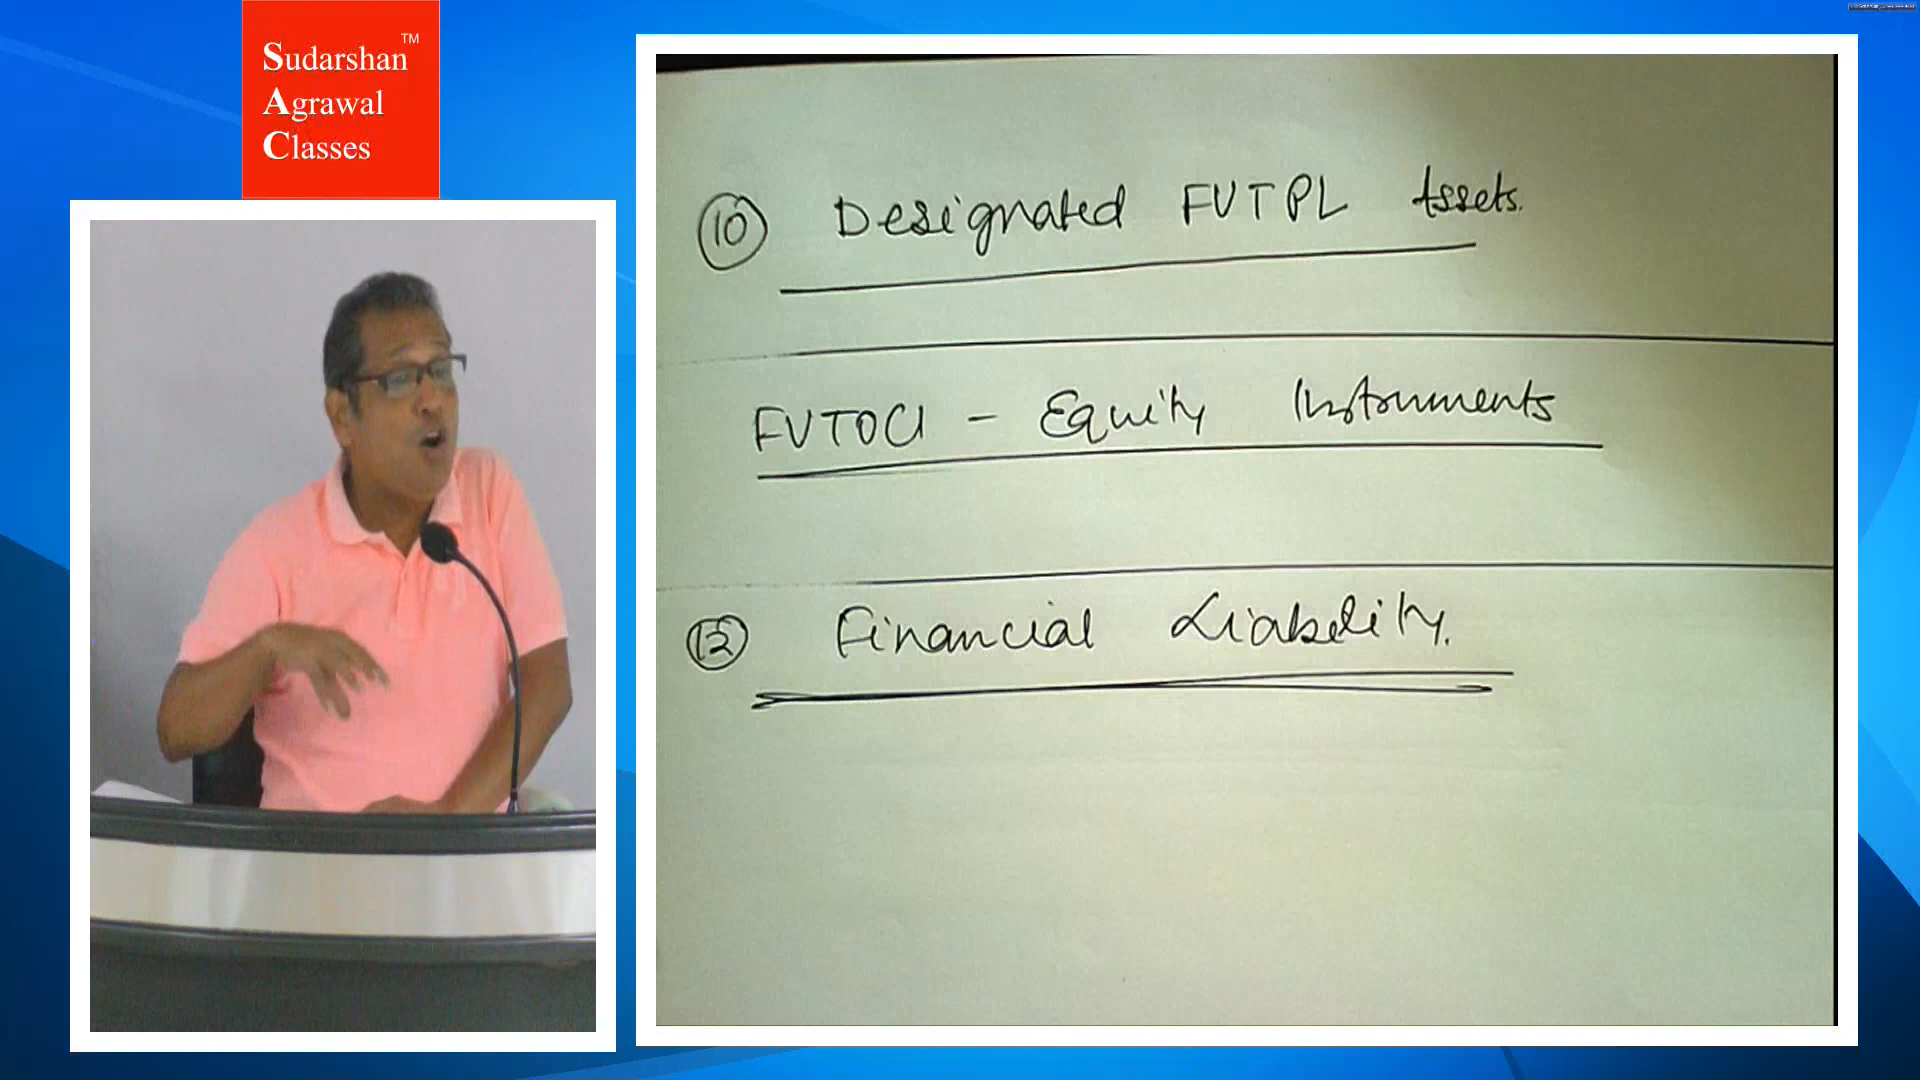 Sudarshan™
Agrawal
Classes
10 Designated FVTPL Assets.
FVTOCI - Equity Instruments
12 Financial Liability.